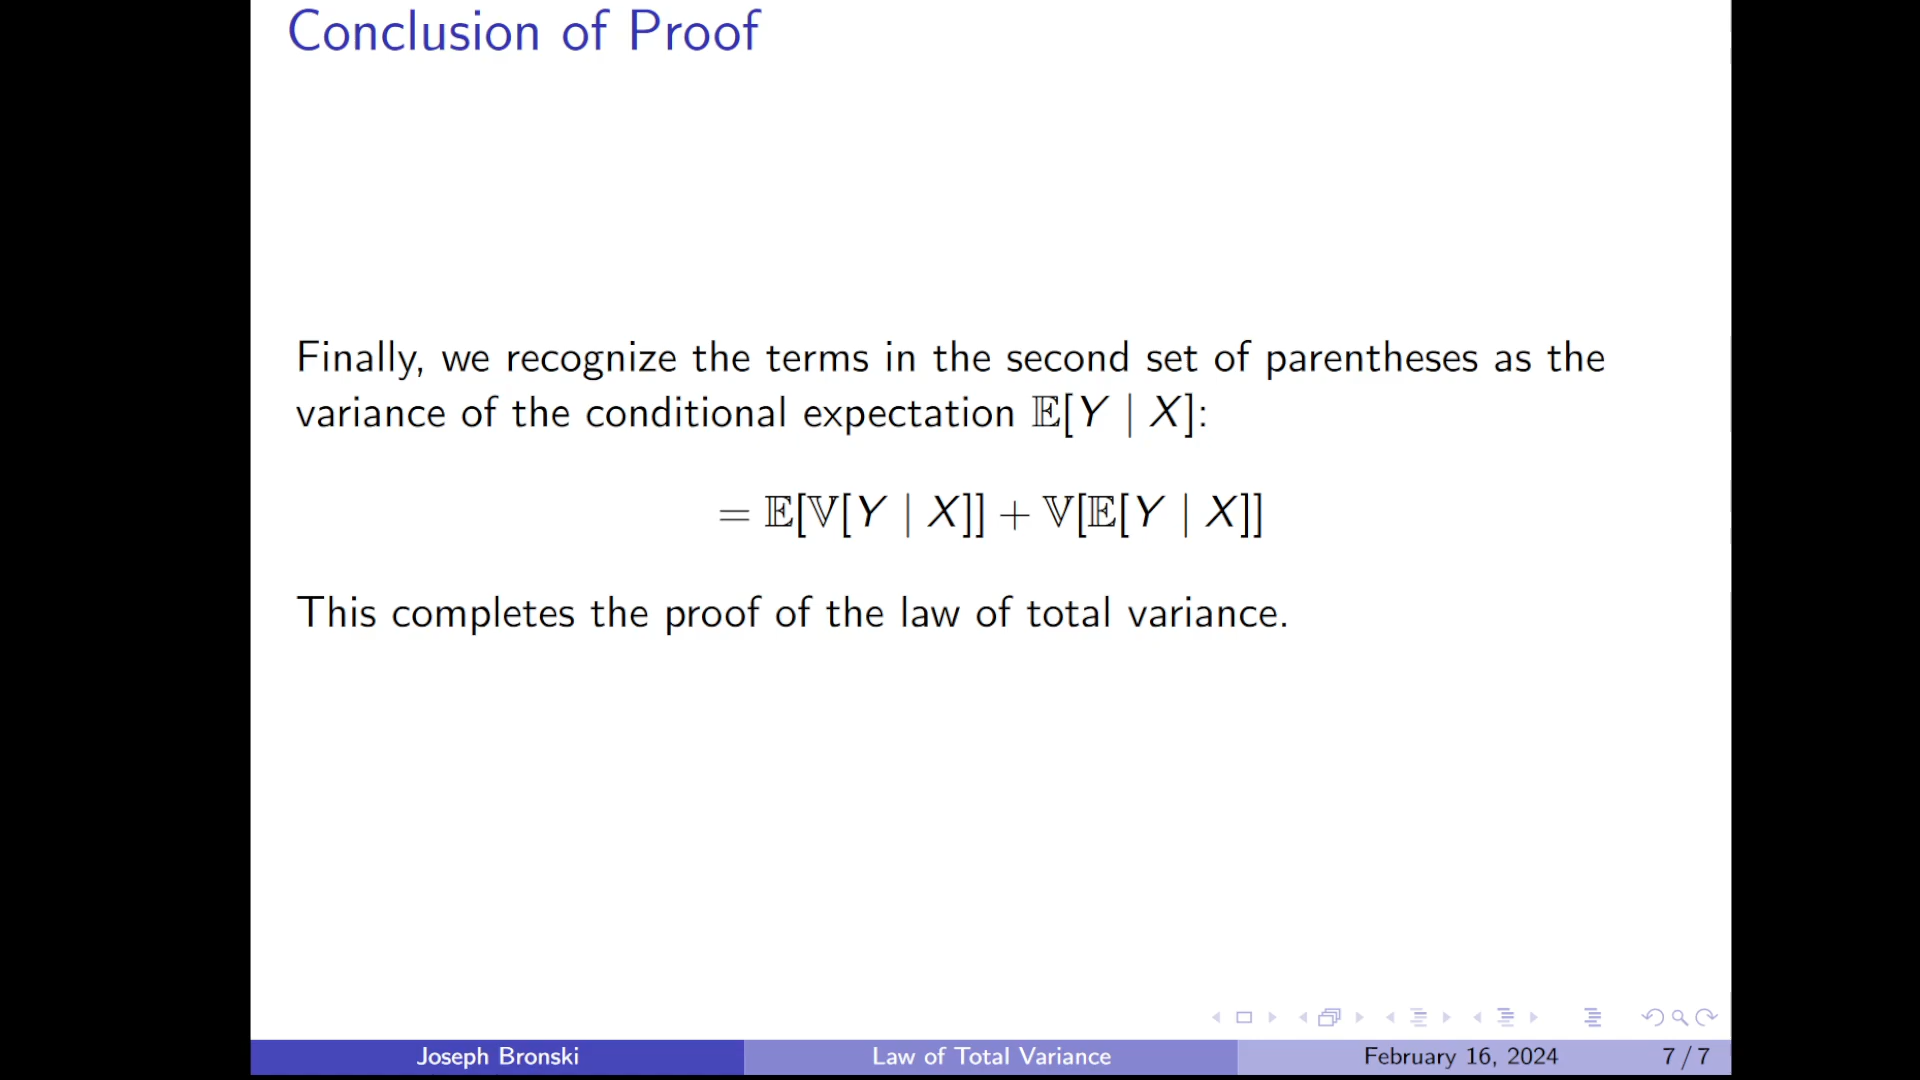 Conclusion of Proof
Finally, we recognize the terms in the second set of parentheses as the
variance of the conditional expectation 𝔼[Y | X]:
= 𝔼[𝕍[Y | X]] + 𝕍[𝔼[Y | X]]
This completes the proof of the law of total variance.
Joseph Bronski Law of Total Variance February 16, 2024 7 / 7